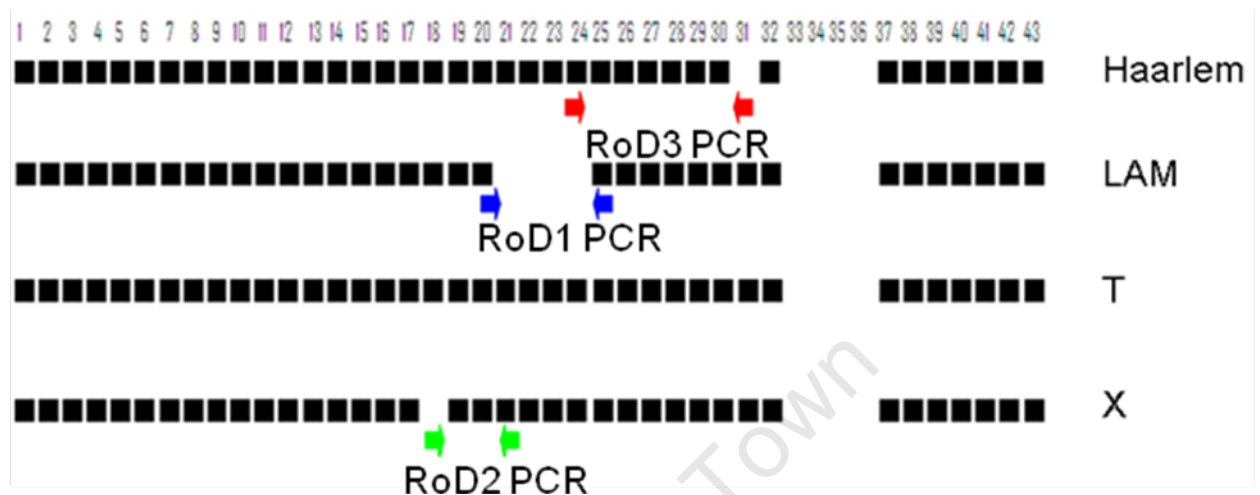 1 2 3 4 5 6 7 8 9 10 11 12 13 14 15 16 17 18 19 20 21 22 23 24 25 26 27 28 29 30 31 32 33 34 35 36 37 38 39 40 41 42 43
Haarlem
RoD3 PCR
LAM
RoD1 PCR
T
X
RoD2 PCR
Town